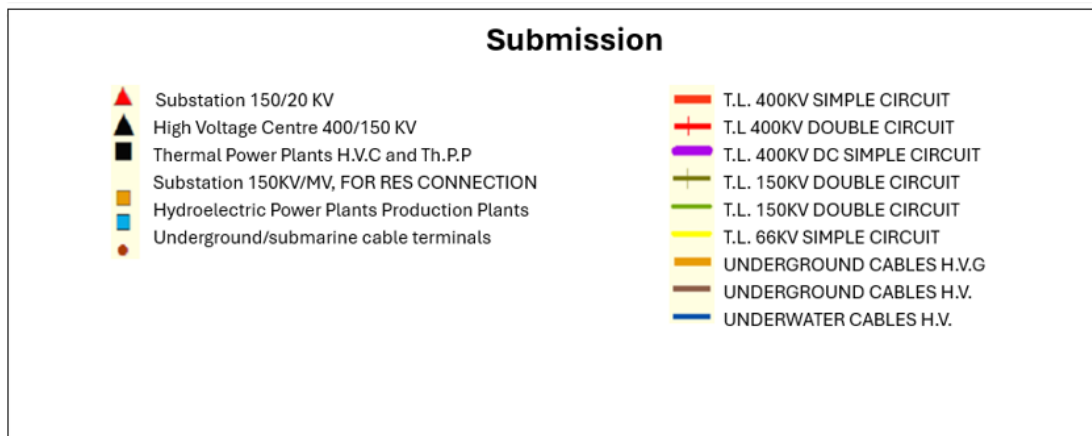 Submission
Substation 150/20 KV
High Voltage Centre 400/150 KV
Thermal Power Plants H.V.C and Th.P.P
Substation 150KV/MV, FOR RES CONNECTION
Hydroelectric Power Plants Production Plants
Underground/submarine cable terminals
T.L. 400KV SIMPLE CIRCUIT
T.L 400KV DOUBLE CIRCUIT
T.L. 400KV DC SIMPLE CIRCUIT
T.L. 150KV DOUBLE CIRCUIT
T.L. 150KV DOUBLE CIRCUIT
T.L. 66KV SIMPLE CIRCUIT
UNDERGROUND CABLES H.V.G
UNDERGROUND CABLES H.V.
UNDERWATER CABLES H.V.